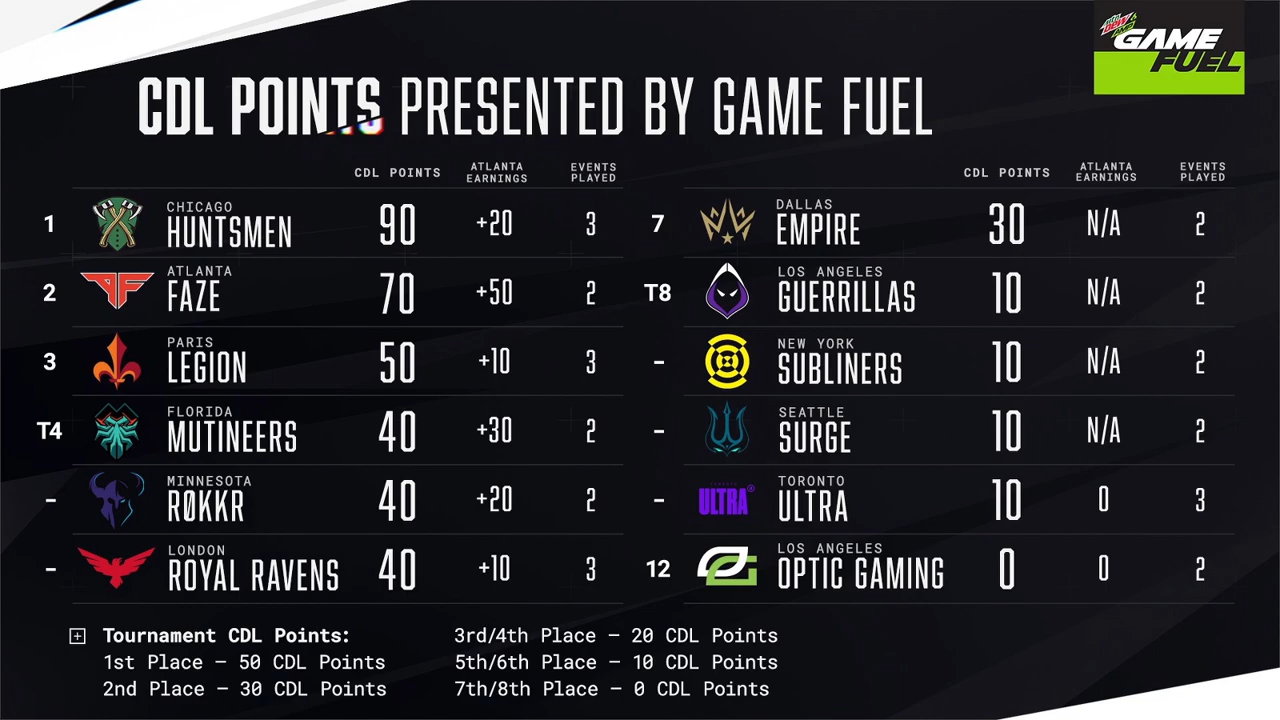 mtn dew AMP
GAME
FUEL
CDL POINTS PRESENTED BY GAME FUEL
CDL POINTS ATLANTA EARNINGS EVENTS PLAYED
1 CHICAGO HUNTSMEN 90 +20 3
2 ATLANTA FAZE 70 +50 2
3 PARIS LEGION 50 +10 3
T4 FLORIDA MUTINEERS 40 +30 2
– MINNESOTA RØKKR 40 +20 2
– LONDON ROYAL RAVENS 40 +10 3
CDL POINTS ATLANTA EARNINGS EVENTS PLAYED
7 DALLAS EMPIRE 30 N/A 2
T8 LOS ANGELES GUERRILLAS 10 N/A 2
– NEW YORK SUBLINERS 10 N/A 2
– SEATTLE SURGE 10 N/A 2
– ULTRA TORONTO ULTRA 10 0 3
12 LOS ANGELES OPTIC GAMING 0 0 2
Tournament CDL Points:
1st Place – 50 CDL Points
2nd Place – 30 CDL Points
3rd/4th Place – 20 CDL Points
5th/6th Place – 10 CDL Points
7th/8th Place – 0 CDL Points